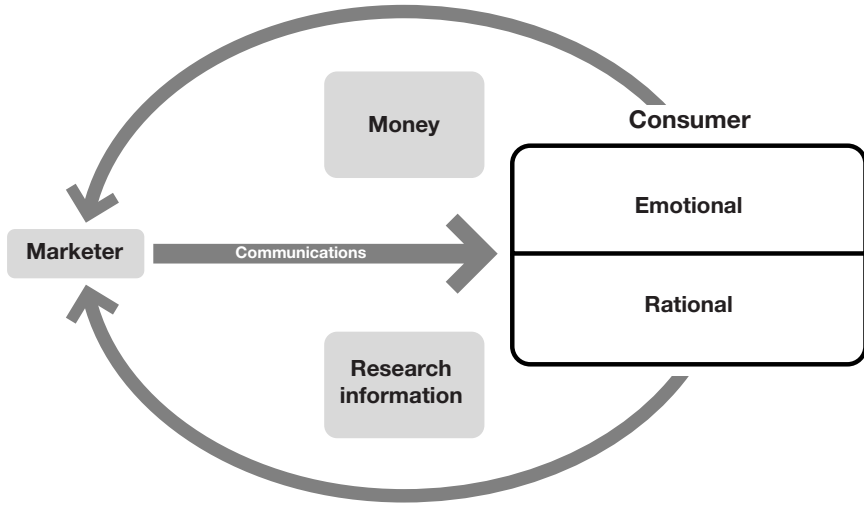 Money
Consumer
Emotional
Marketer
Communications
Rational
Research
information